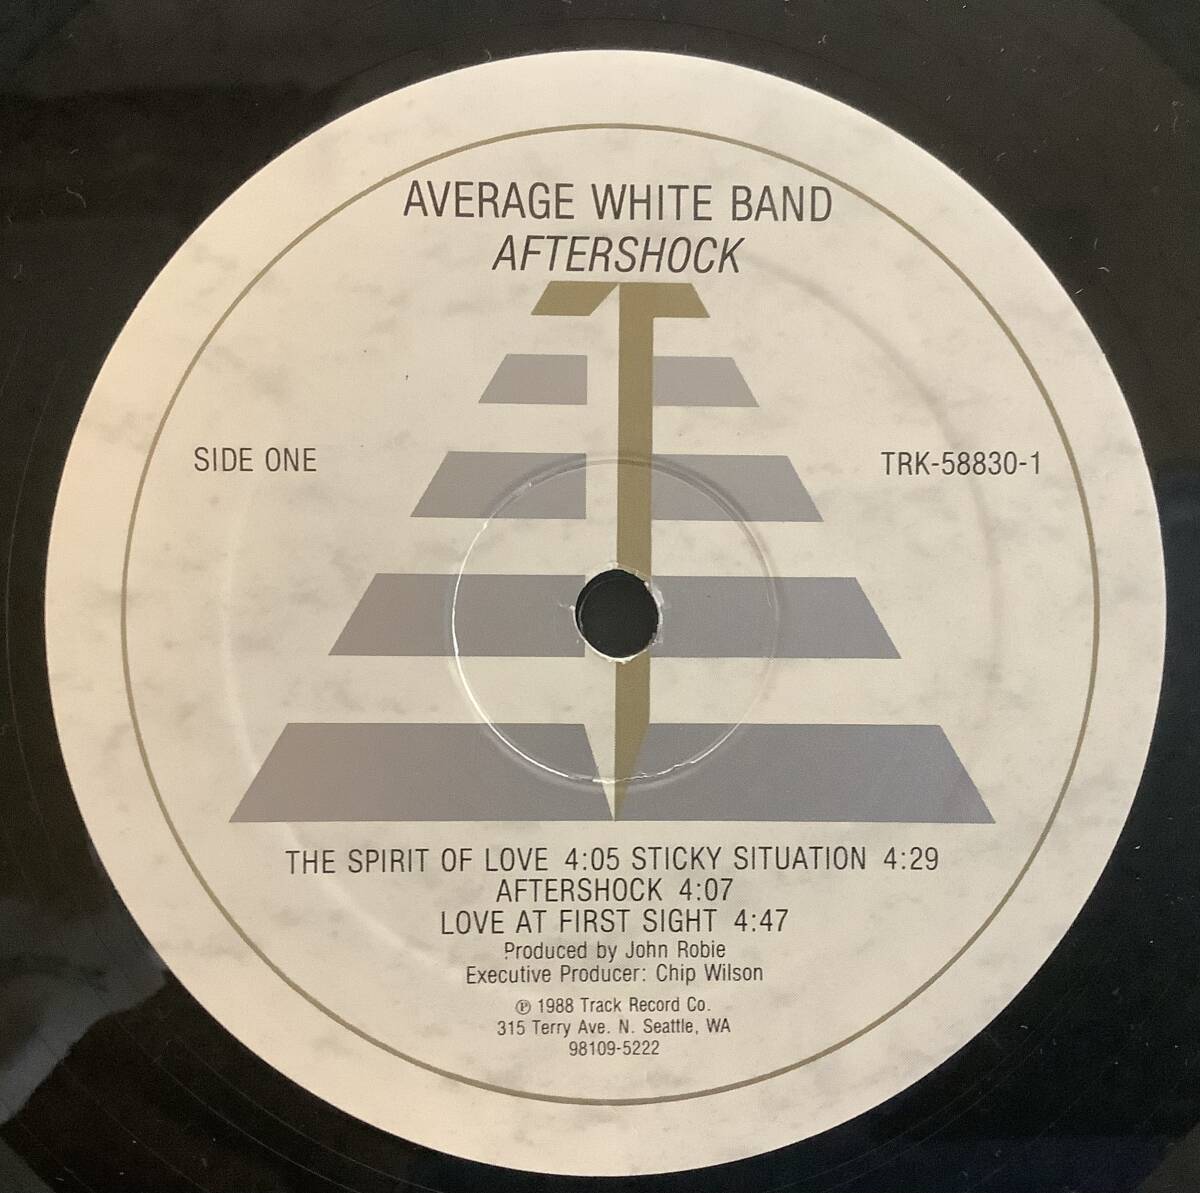 AVERAGE WHITE BAND
AFTERSHOCK
SIDE ONE
TRK-58830-1
THE SPIRIT OF LOVE 4:05 STICKY SITUATION 4:29
AFTERSHOCK 4:07
LOVE AT FIRST SIGHT 4:47
Produced by John Robie
Executive Producer: Chip Wilson
℗ 1988 Track Record Co.
315 Terry Ave. N. Seattle, WA
98109-5222